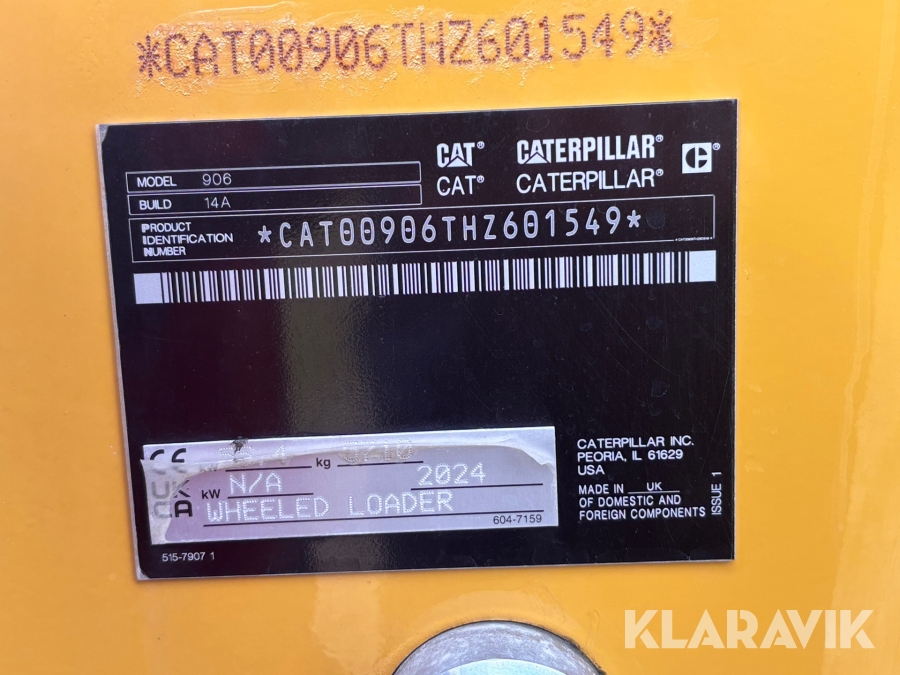 *CAT00906THZ601549*
CAT® CATERPILLAR®
CAT® CATERPILLAR®
MODEL 906
BUILD 14A
PRODUCT
IDENTIFICATION
NUMBER
*CAT00906THZ601549*
CE
kg
kW N/A 2024
WHEELED LOADER
604-7159
CATERPILLAR INC.
PEORIA, IL 61629
USA
MADE IN UK
OF DOMESTIC AND
FOREIGN COMPONENTS
ISSUE 1
515-7907 1
KLARAVIK